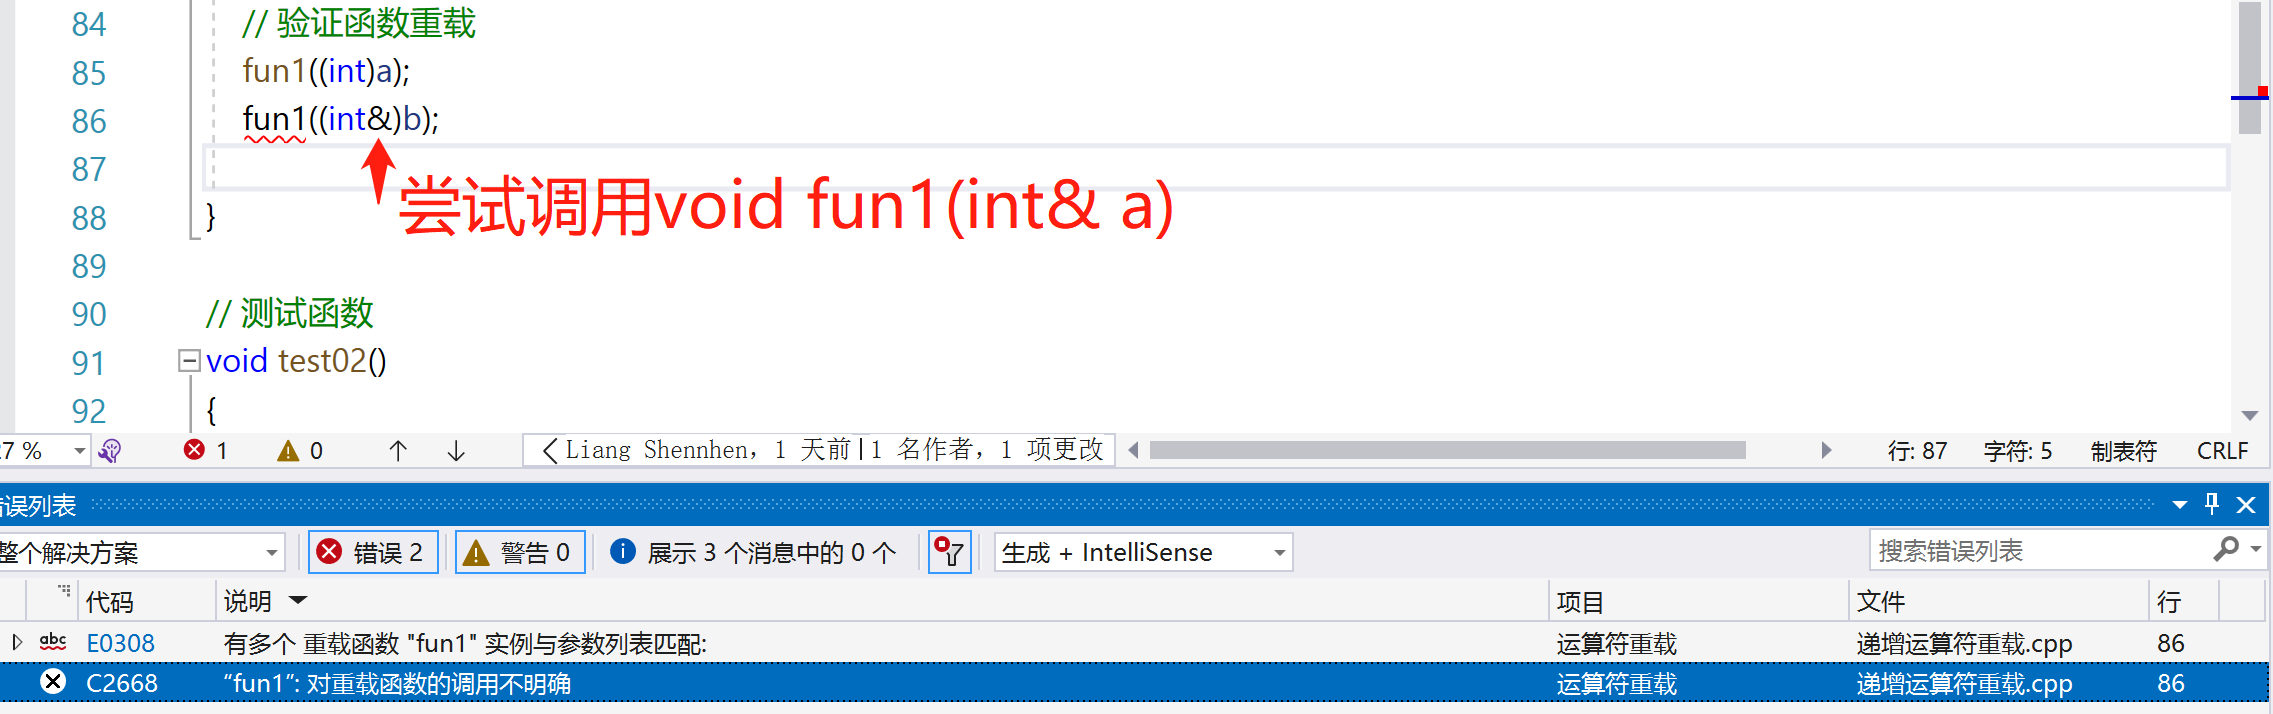 84 // 验证函数重载
85 fun1((int)a);
86 fun1((int&)b);
87
尝试调用void fun1(int& a)
88 }
89
90 // 测试函数
91 void test02()
92 {
7 % 1 0 Liang Shennhen，1 天前|1 名作者，1 项更改 行: 87 字符: 5 制表符 CRLF
误列表
整个解决方案 错误 2 警告 0 展示 3 个消息中的 0 个 生成 + IntelliSense 搜索错误列表
代码 说明 项目 文件 行
abc E0308 有多个 重载函数 "fun1" 实例与参数列表匹配: 运算符重载 递增运算符重载.cpp 86
C2668 “fun1”: 对重载函数的调用不明确 运算符重载 递增运算符重载.cpp 86